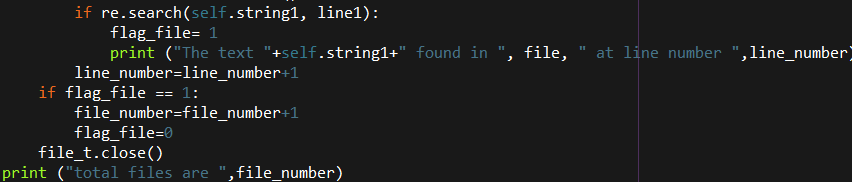 if re.search(self.string1, line1):
flag_file= 1
print ("The text "+self.string1+" found in ", file, " at line number ",line_number)
line_number=line_number+1
if flag_file == 1:
file_number=file_number+1
flag_file=0
file_t.close()
print ("total files are ",file_number)